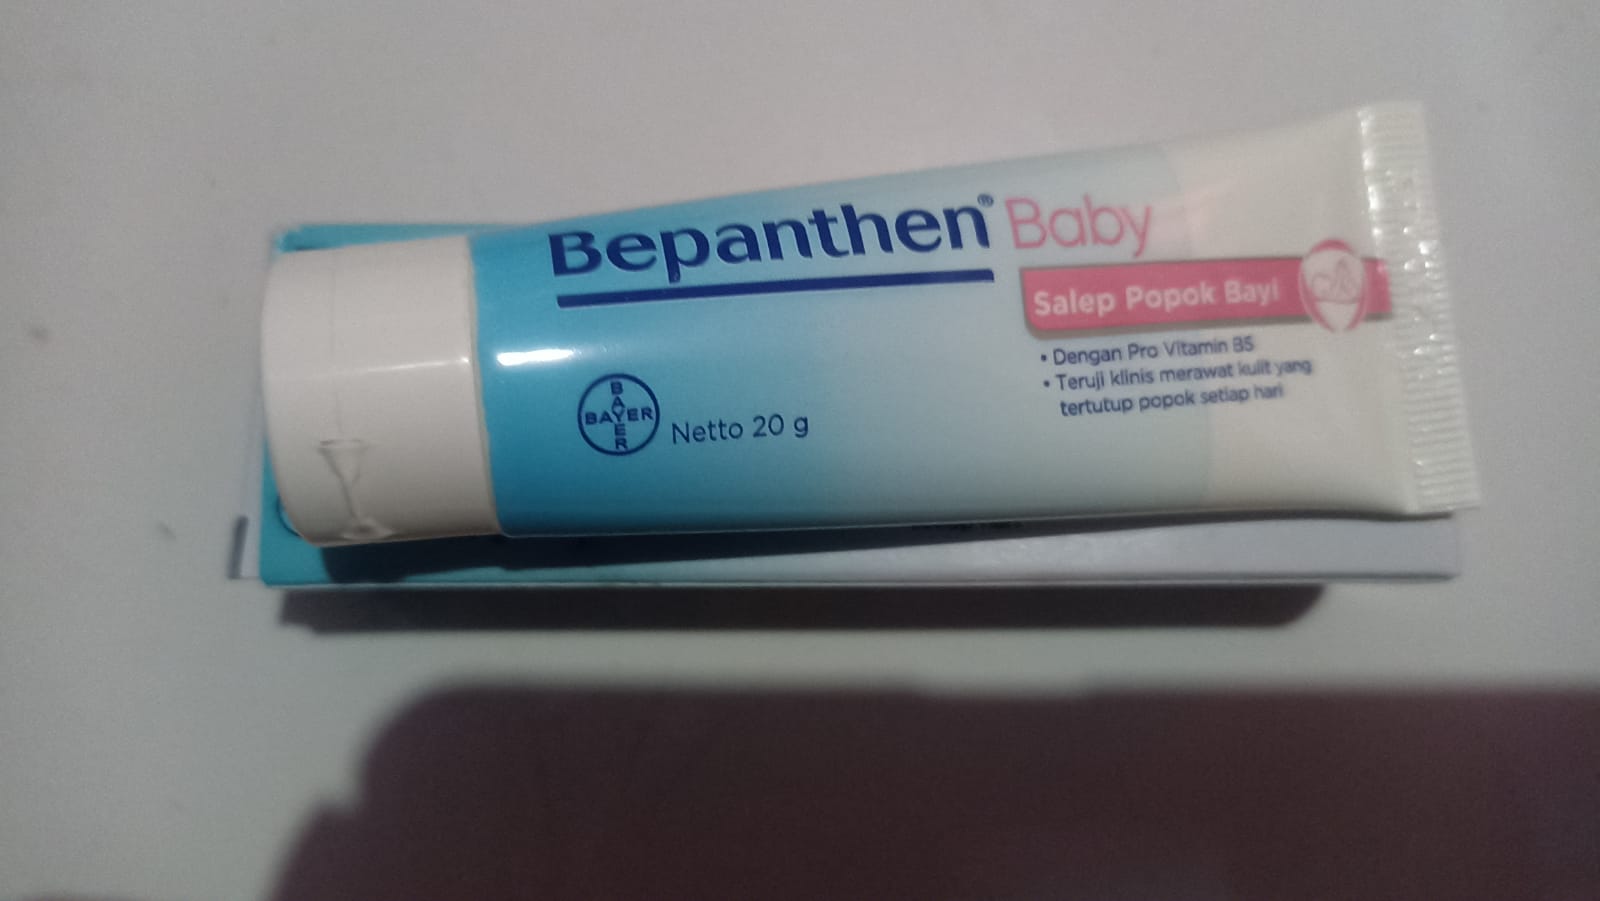 Bepanthen® Baby
Salep Popok Bayi
• Dengan Pro Vitamin B5
• Teruji klinis merawat kulit yang
tertutup popok setiap hari
BAYER
BAYER
Netto 20 g